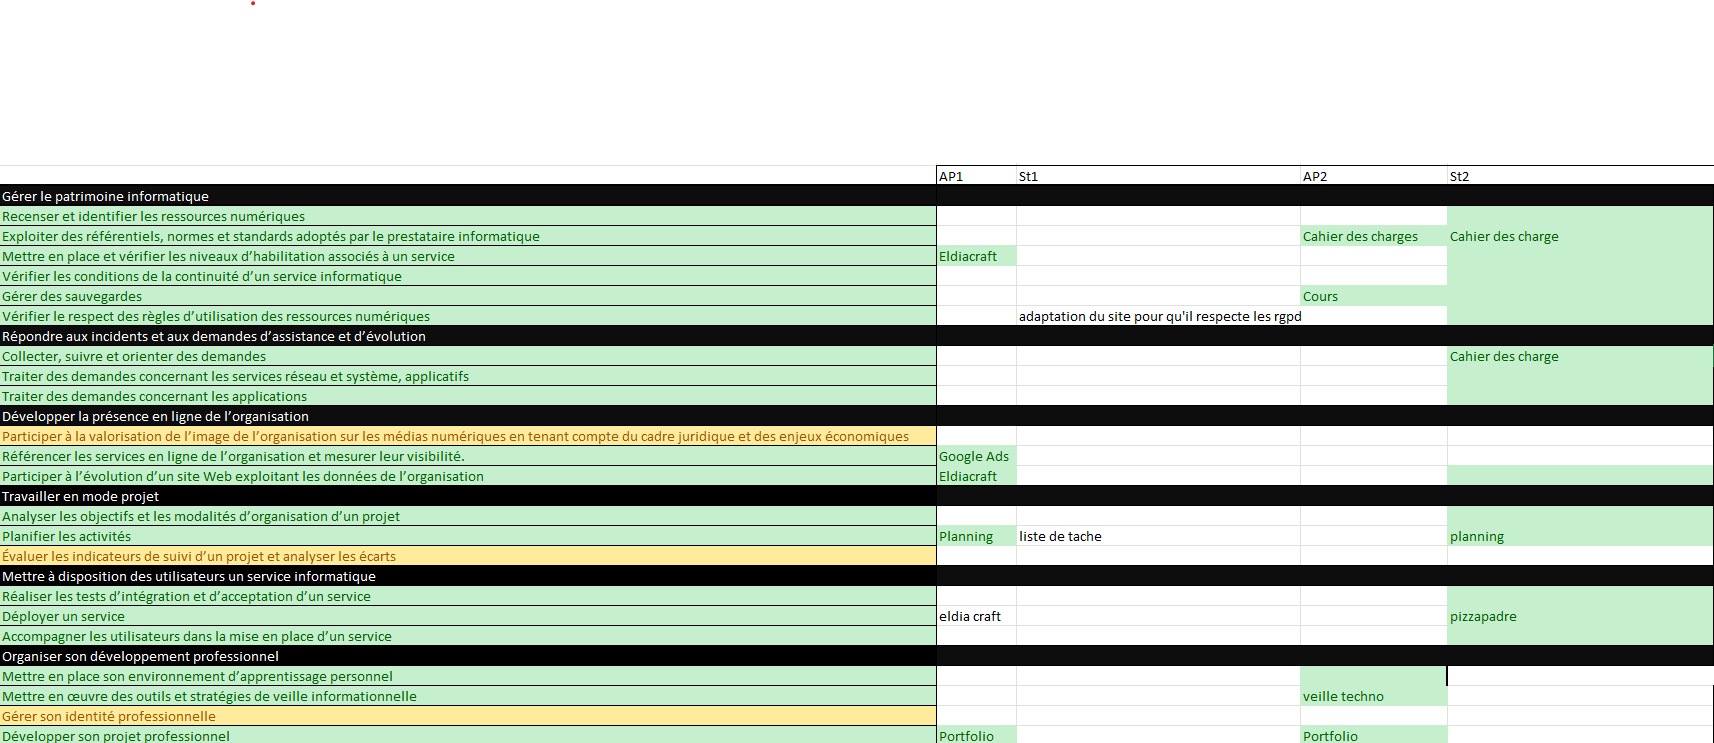 AP1 St1 AP2 St2
Gérer le patrimoine informatique
Recenser et identifier les ressources numériques
Exploiter des référentiels, normes et standards adoptés par le prestataire informatique Cahier des charges Cahier des charge
Mettre en place et vérifier les niveaux d’habilitation associés à un service Eldiacraft
Vérifier les conditions de la continuité d’un service informatique
Gérer des sauvegardes Cours
Vérifier le respect des règles d’utilisation des ressources numériques adaptation du site pour qu'il respecte les rgpd
Répondre aux incidents et aux demandes d’assistance et d’évolution
Collecter, suivre et orienter des demandes Cahier des charge
Traiter des demandes concernant les services réseau et système, applicatifs
Traiter des demandes concernant les applications
Développer la présence en ligne de l’organisation
Participer à la valorisation de l’image de l’organisation sur les médias numériques en tenant compte du cadre juridique et des enjeux économiques
Référencer les services en ligne de l’organisation et mesurer leur visibilité. Google Ads
Participer à l’évolution d’un site Web exploitant les données de l’organisation Eldiacraft
Travailler en mode projet
Analyser les objectifs et les modalités d’organisation d’un projet
Planifier les activités Planning liste de tache planning
Évaluer les indicateurs de suivi d’un projet et analyser les écarts
Mettre à disposition des utilisateurs un service informatique
Réaliser les tests d’intégration et d’acceptation d’un service
Déployer un service eldia craft pizzapadre
Accompagner les utilisateurs dans la mise en place d’un service
Organiser son développement professionnel
Mettre en place son environnement d’apprentissage personnel
Mettre en œuvre des outils et stratégies de veille informationnelle veille techno
Gérer son identité professionnelle
Développer son projet professionnel Portfolio Portfolio